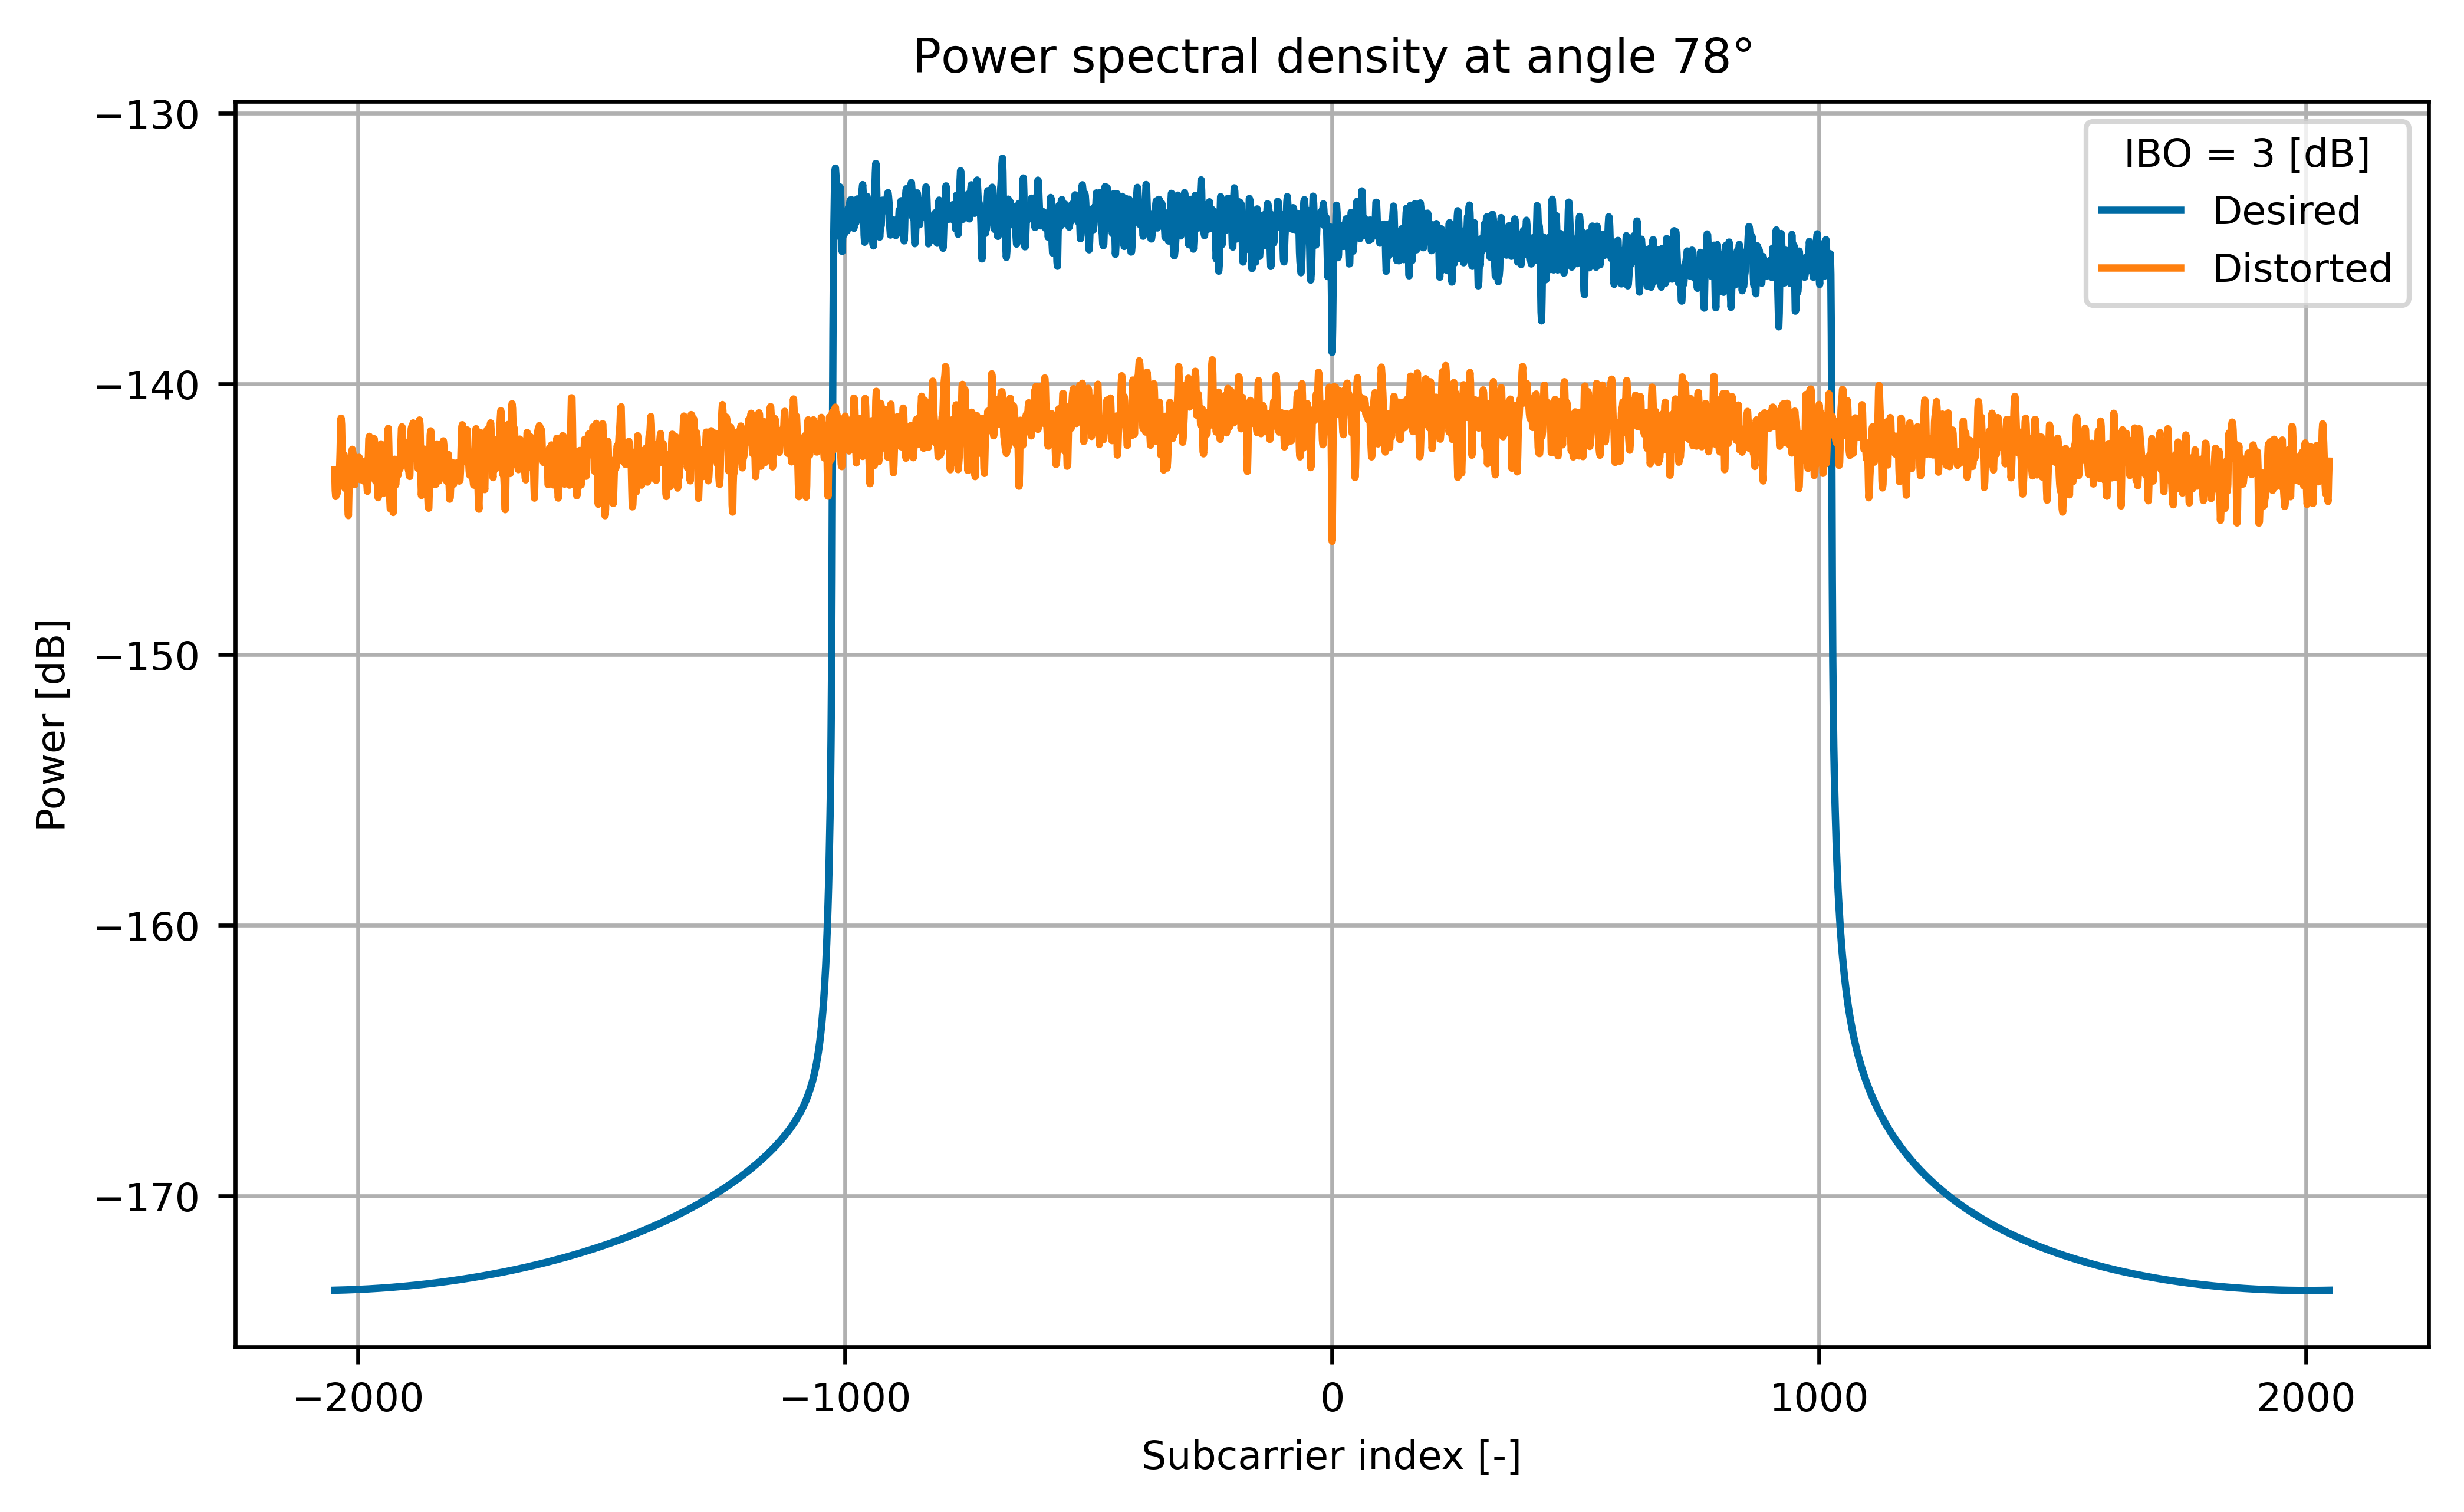 Power spectral density at angle 78°
IBO = 3 [dB]
Desired
Distorted
Power [dB]
−130
−140
−150
−160
−170
−2000
−1000
0
1000
2000
Subcarrier index [-]